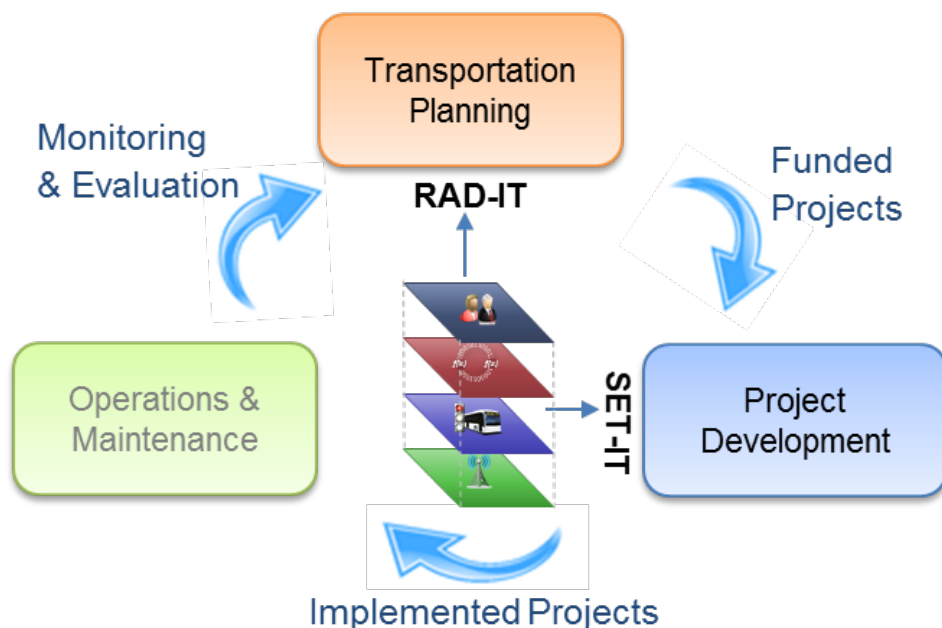 Transportation
Planning
Monitoring
& Evaluation
Funded
Projects
RAD-IT
f(x)
f(x)
Operations &
Maintenance
SET-IT
Project
Development
Implemented Projects